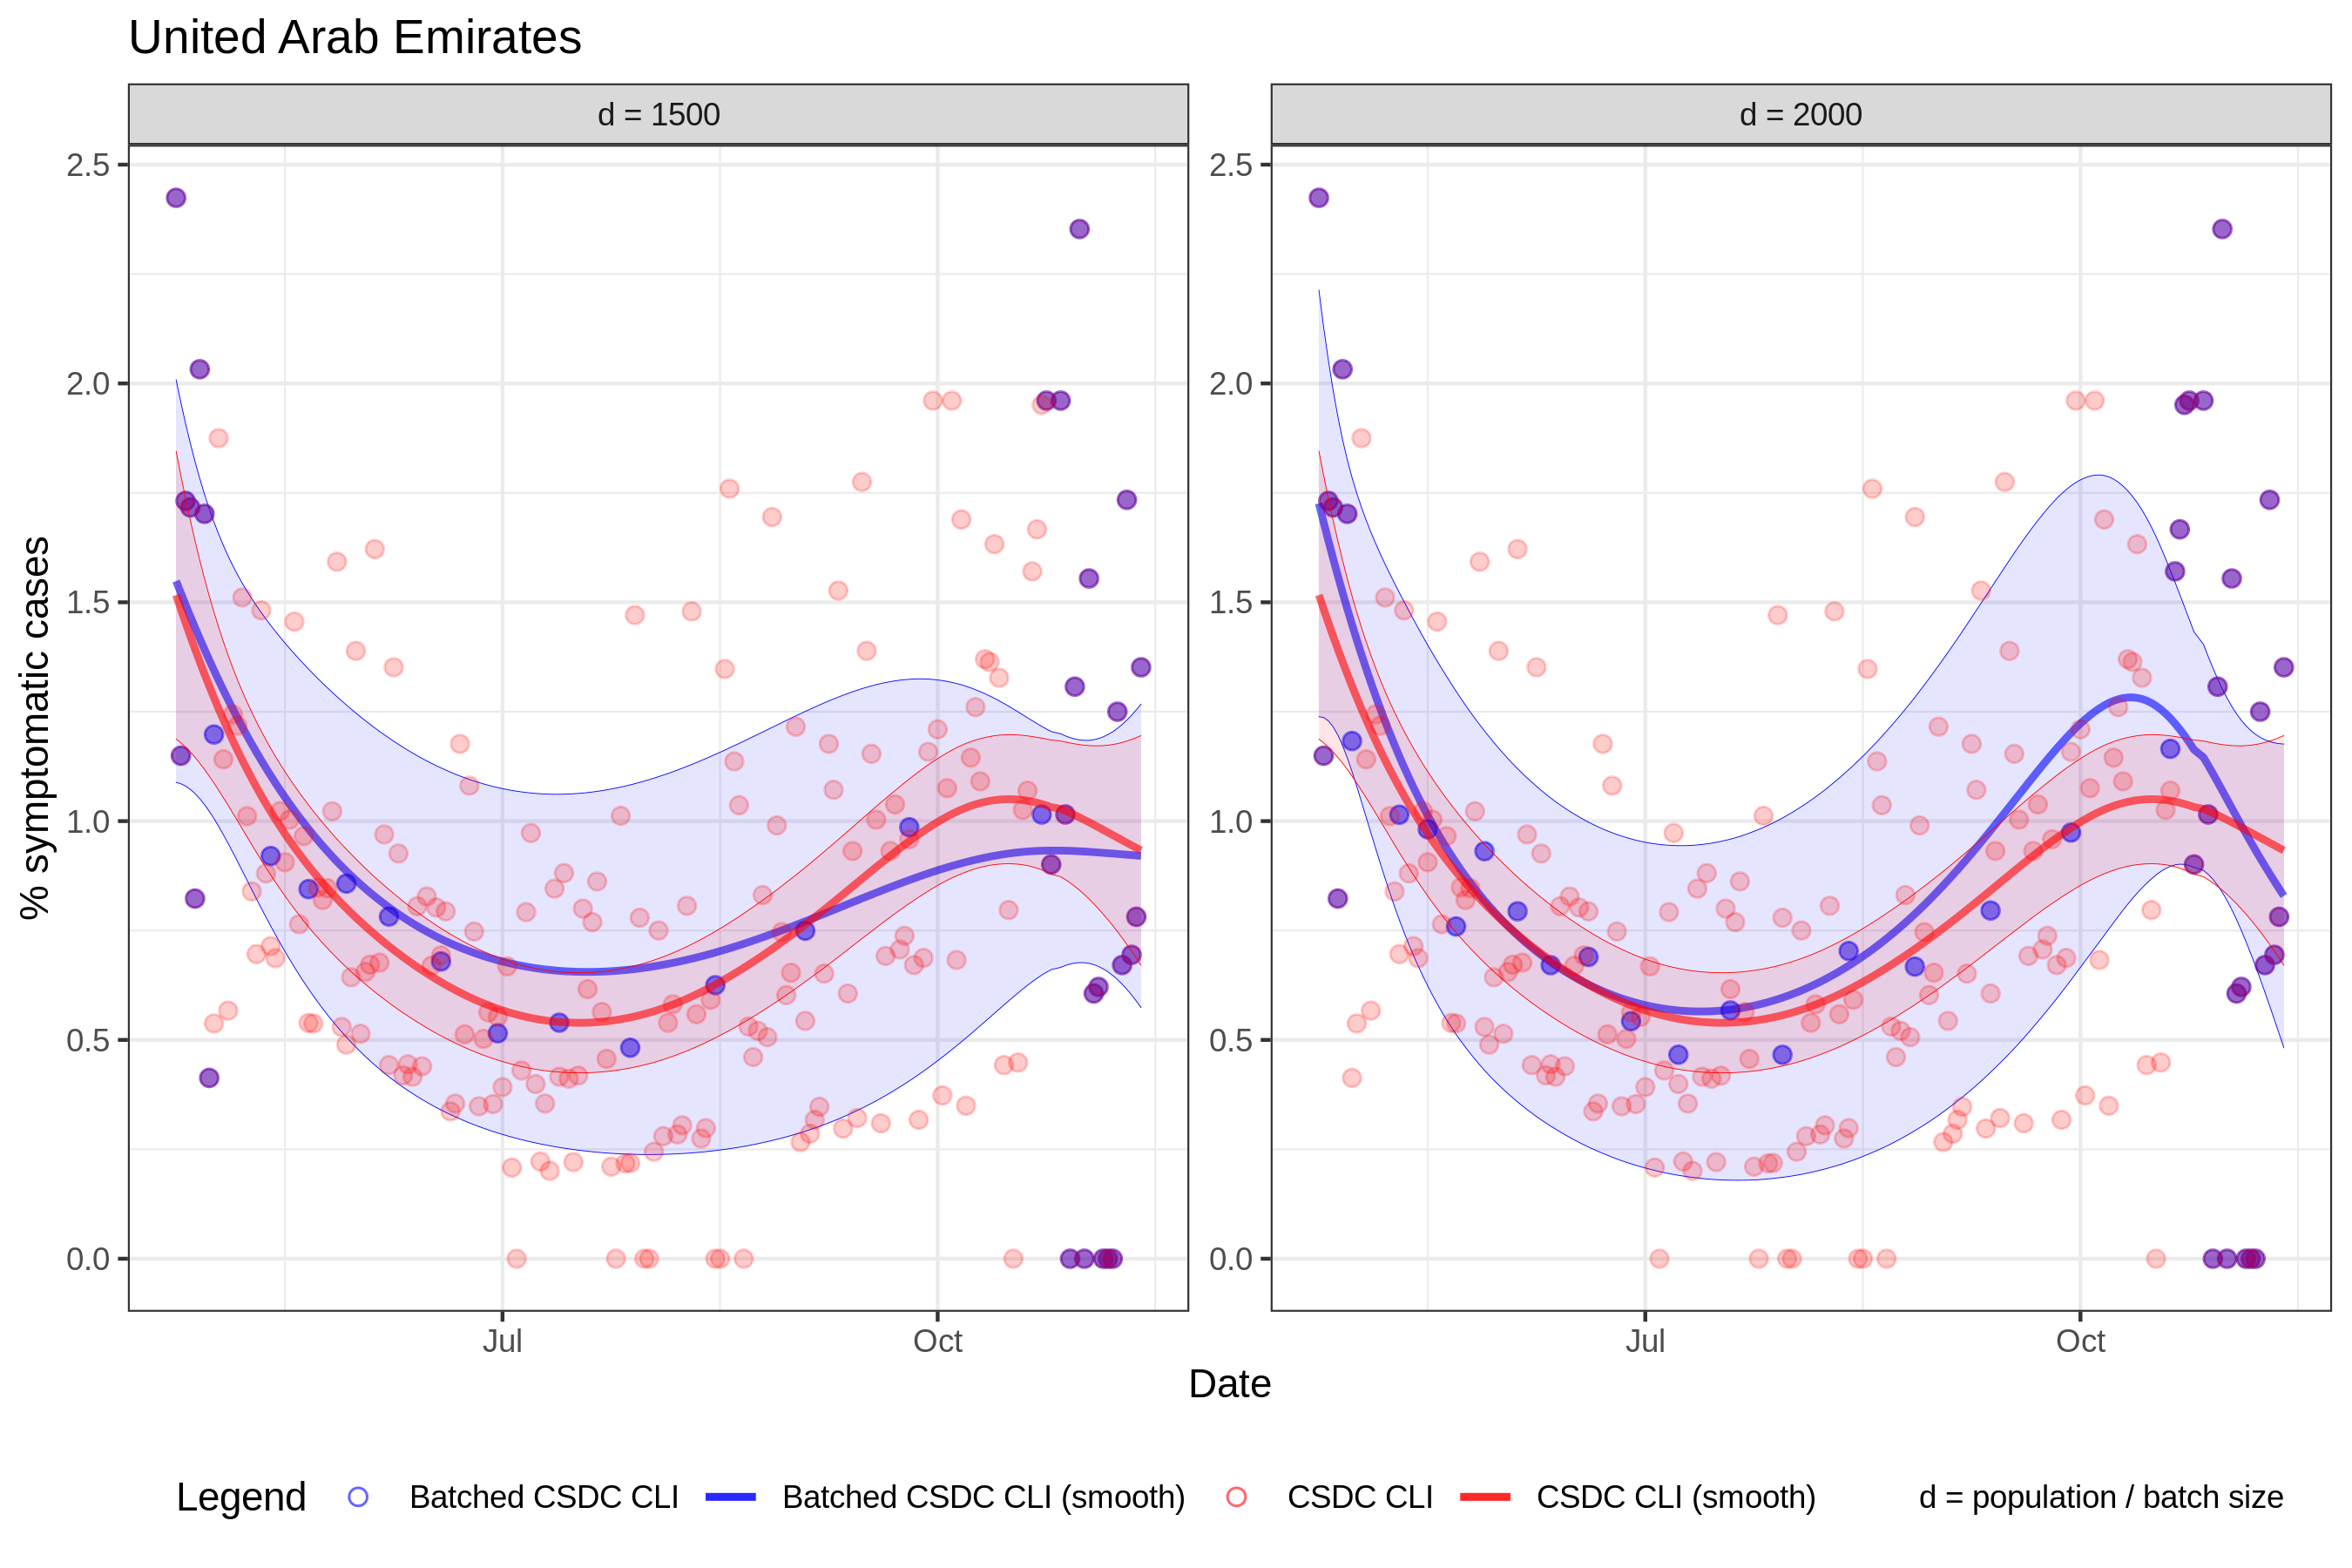 United Arab Emirates
d = 1500
d = 2000
2.5
2.0
1.5
1.0
0.5
0.0
2.5
2.0
1.5
1.0
0.5
0.0
% symptomatic cases
Jul
Oct
Jul
Oct
Date
Legend Batched CSDC CLI Batched CSDC CLI (smooth) CSDC CLI CSDC CLI (smooth) d = population / batch size